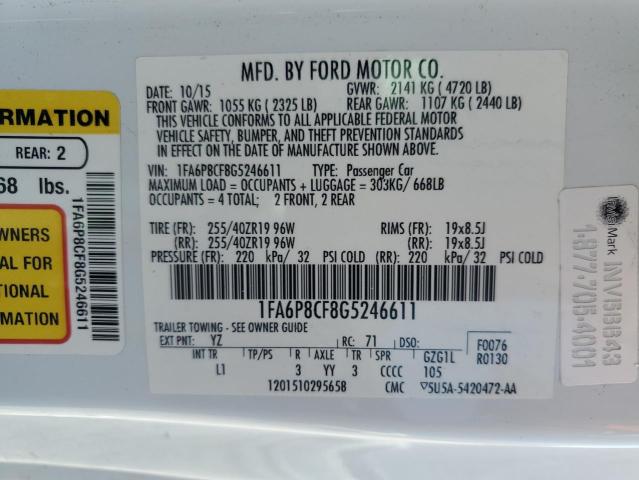 MFD. BY FORD MOTOR CO.
DATE: 10/15 GVWR: 2141 KG ( 4720 LB)
FRONT GAWR: 1055 KG ( 2325 LB) REAR GAWR: 1107 KG ( 2440 LB)
THIS VEHICLE CONFORMS TO ALL APPLICABLE FEDERAL MOTOR
VEHICLE SAFETY, BUMPER, AND THEFT PREVENTION STANDARDS
IN EFFECT ON THE DATE OF MANUFACTURE SHOWN ABOVE.
VIN: 1FA6P8CF8G5246611 TYPE: Passenger Car
MAXIMUM LOAD = OCCUPANTS + LUGGAGE = 303KG/ 668LB
OCCUPANTS = 4 TOTAL; 2 FRONT, 2 REAR
TIRE (FR): 255/40ZR19 96W RIMS (FR): 19x8.5J
(RR): 255/40ZR19 96W (RR): 19x8.5J
PRESSURE (FR): 220 kPa/ 32 PSI COLD (RR): 220 kPa/ 32 PSI COLD
1FA6P8CF8G5246611
TRAILER TOWING - SEE OWNER GUIDE
EXT PNT: YZ RC: 71 DSO: F0076
INT TR TP/PS R AXLE TR SPR GZG1L R0130
L1 3 YY 3 CCCC 105
1201510295658 CMC
5U5A-5420472-AA
ORMATION
REAR: 2
68 lbs.
1FA6P8CF8G5246611
WNERS
AL FOR
TIONAL
RMATION
Mark
INV58843
1-877-705-4001